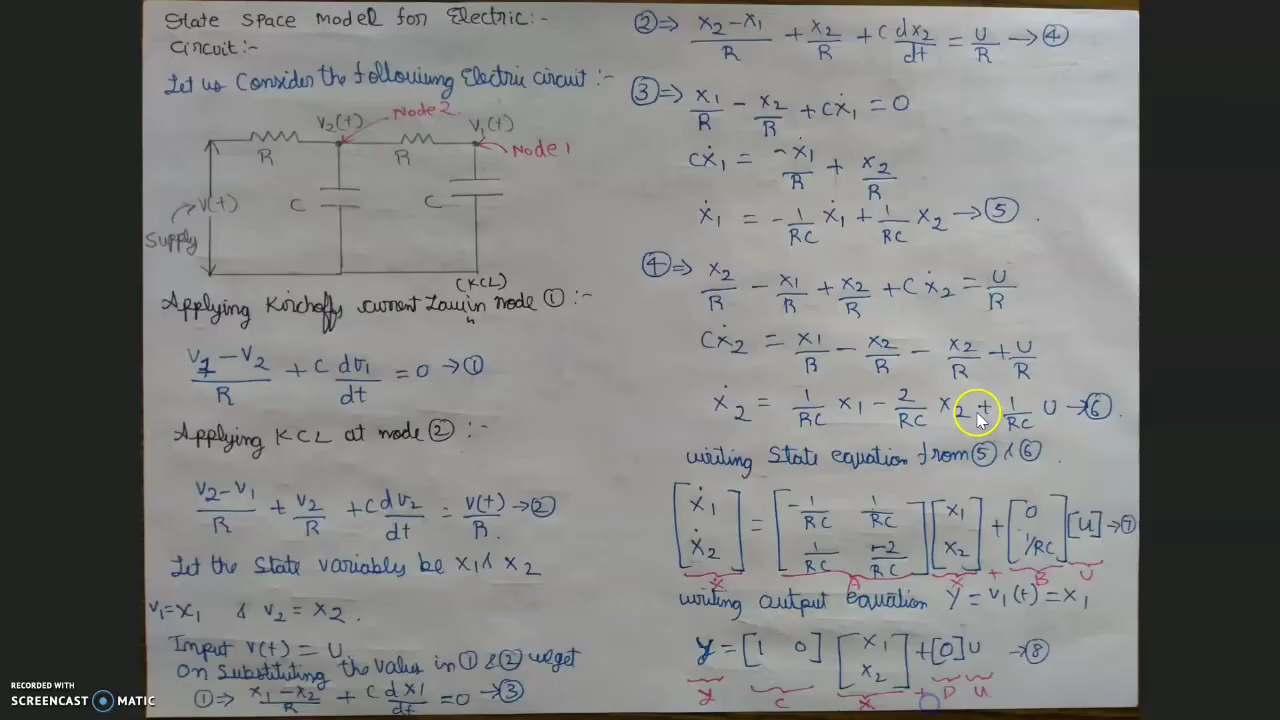 State Space Model for Electric:-
Circuit:-
Let us Consider the following Electric circuit :-
V2(t)
Node 2
V1(t)
Node 1
R
R
V(t)
C
C
Supply
(KCL)
Applying Kirchoffs current Law in node ① :-
V1 - V2 / R + C dv1/dt = 0 → ①
Applying KCL at node ② :-
V2 - V1 / R + V2/R + C dv2/dt = V(t)/R. → ②
Let the State variables be x1 & x2
V1 = x1 & V2 = x2.
Input V(t) = U
On Substituting the value in ① & ② we get
① ⇒ x1 - x2 / R + C dx1/dt = 0 → ③
② ⇒ x2 - x1 / R + x2/R + C dx2/dt = U/R → ④
③ ⇒ x1/R - x2/R + Cẋ1 = 0
Cẋ1 = -ẋ1/R + x2/R
ẋ1 = -1/RC ẋ1 + 1/RC x2 → ⑤.
④ ⇒ x2/R - x1/R + x2/R + Cẋ2 = U/R
Cẋ2 = x1/R - x2/R - x2/R + U/R
ẋ2 = 1/RC x1 - 2/RC x2 + 1/RC U → ⑥.
writing State equation from ⑤ & ⑥.
[ẋ1 ẋ2] = [-1/RC 1/RC 1/RC -2/RC] [x1 x2] + [0 1/RC] [U] → ⑦
Ẋ A X + B U
writing output equation Y = V1(t) = x1
y = [1 0] [x1 x2] + [0] U → ⑧
y C X + D U
RECORDED WITH
SCREENCAST MATIC